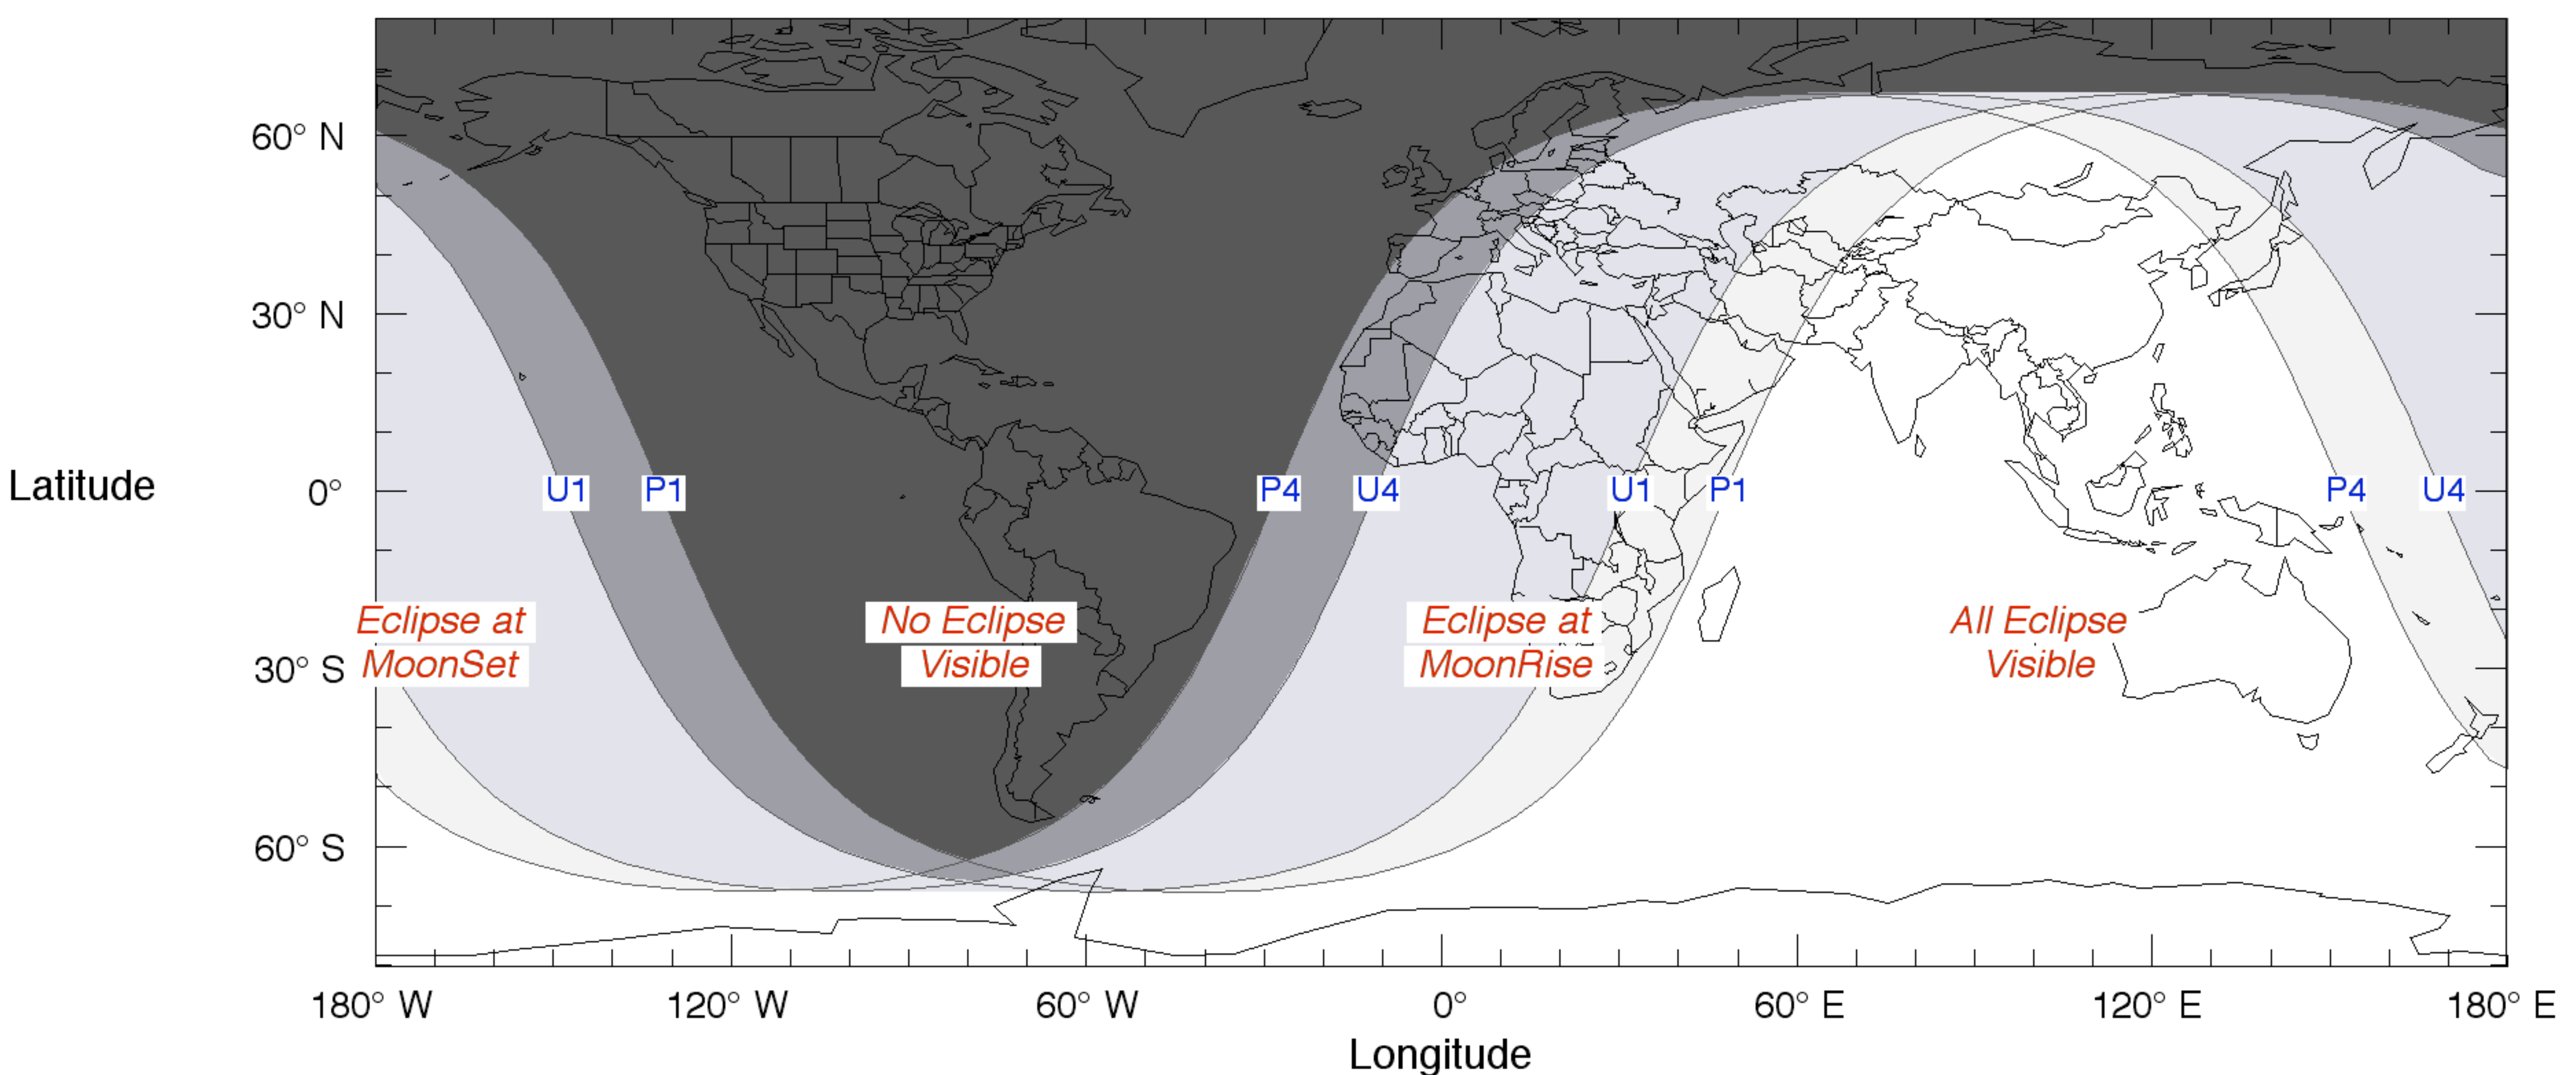 60° N
30° N
Latitude
0°
U1
P1
P4
U4
U1
P1
P4
U4
Eclipse at
MoonSet
No Eclipse
Visible
Eclipse at
MoonRise
All Eclipse
Visible
30° S
60° S
180° W
120° W
60° W
0°
60° E
120° E
180° E
Longitude